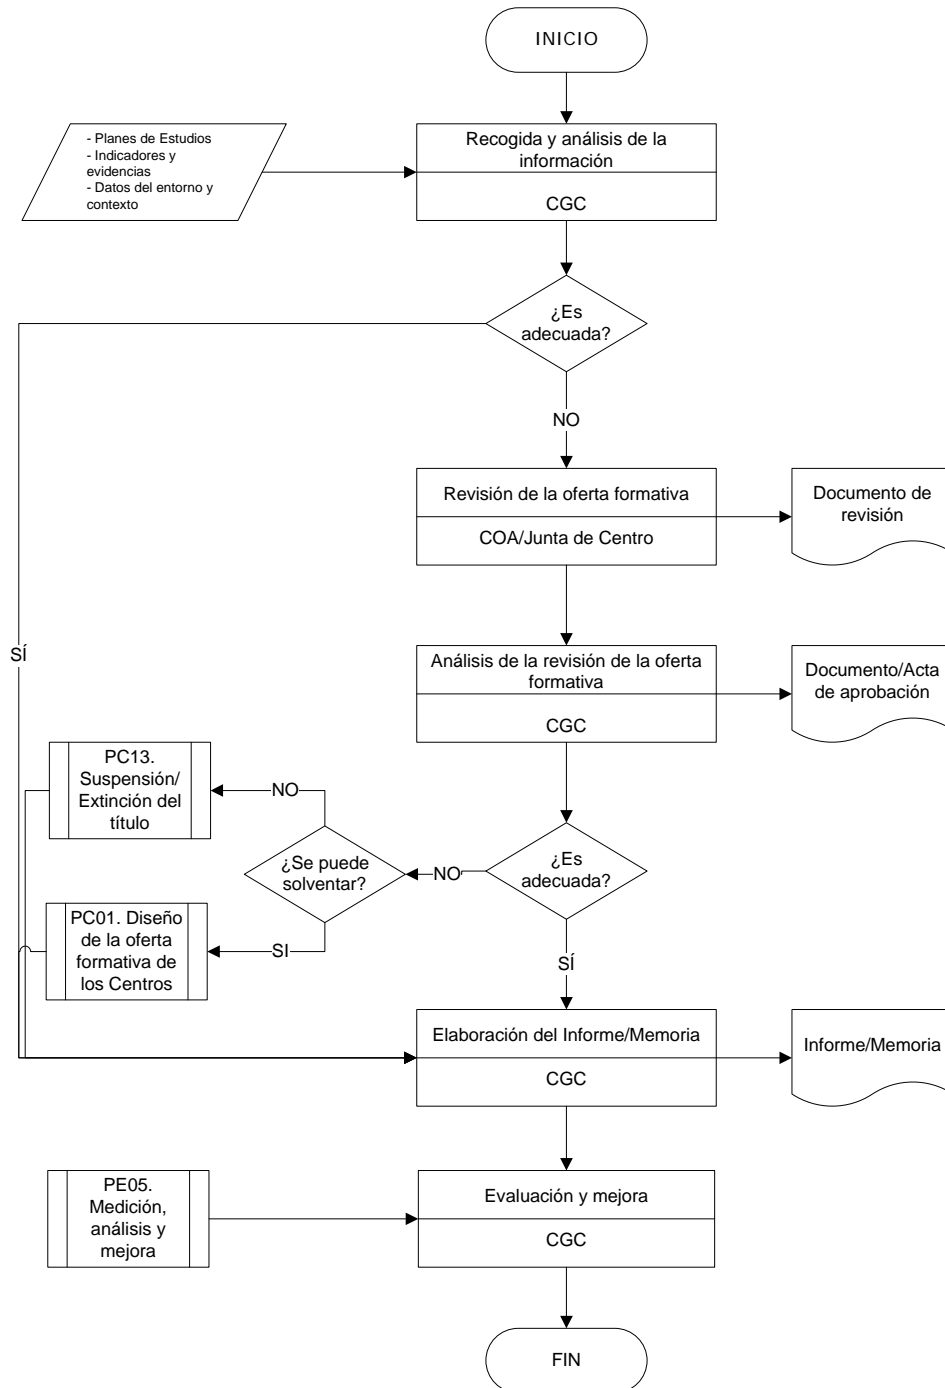 INICIO
- Planes de Estudios
- Indicadores y
evidencias
- Datos del entorno y
contexto
Recogida y análisis de la
información
CGC
¿Es
adecuada?
NO
Revisión de la oferta formativa
COA/Junta de Centro
Documento de
revisión
SÍ
Análisis de la revisión de la oferta
formativa
CGC
Documento/Acta
de aprobación
PC13.
Suspensión/
Extinción del
título
NO
¿Se puede
solventar?
NO
¿Es
adecuada?
PC01. Diseño
de la oferta
formativa de
los Centros
SI
SÍ
Elaboración del Informe/Memoria
CGC
Informe/Memoria
PE05.
Medición,
análisis y
mejora
Evaluación y mejora
CGC
FIN